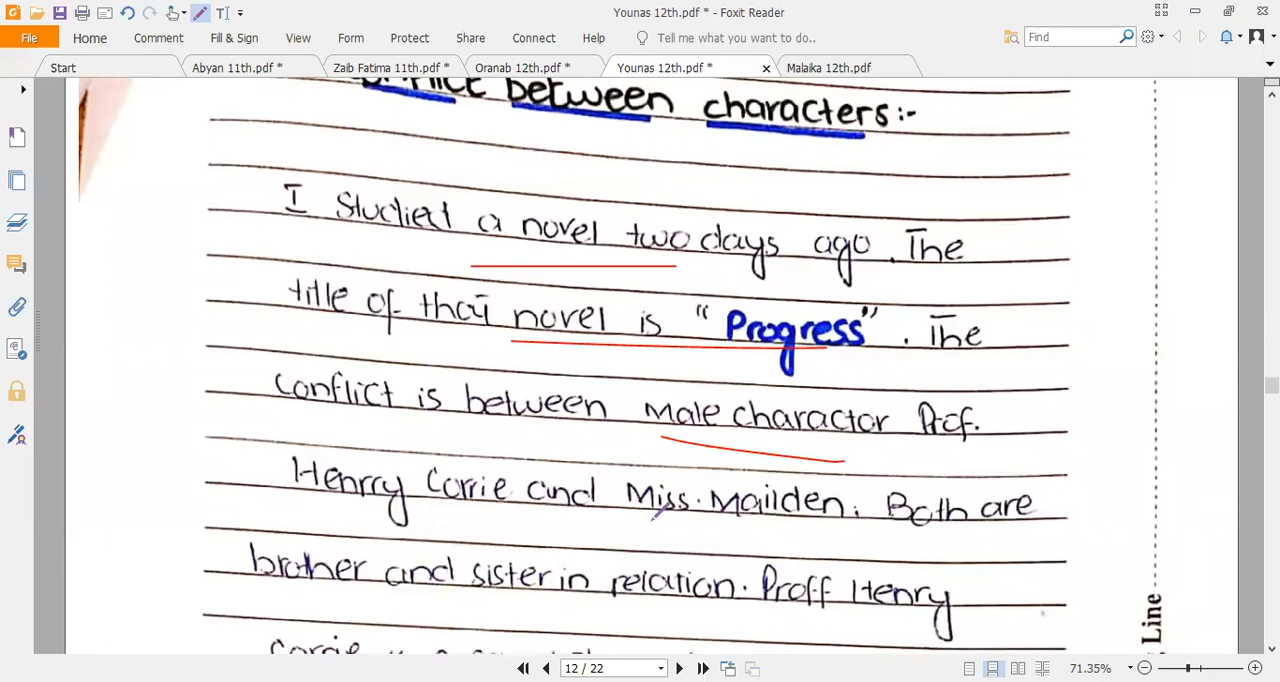 Younas 12th.pdf * - Foxit Reader
File Home Comment Fill & Sign View Form Protect Share Connect Help Tell me what you want to do.. Find
Start Abyan 11th.pdf * Zaib Fatima 11th.pdf * Oranab 12th.pdf * Younas 12th.pdf * Malaika 12th.pdf
between characters:-
I Studied a novel two days ago. The
title of that novel is "Progress". The
Conflict is between Male charactor Prof.
Henrry Corrie and Miss. Mailden. Both are
brother and sister in relation. Proff Henry
Corrie
Line
12 / 22 71.35%